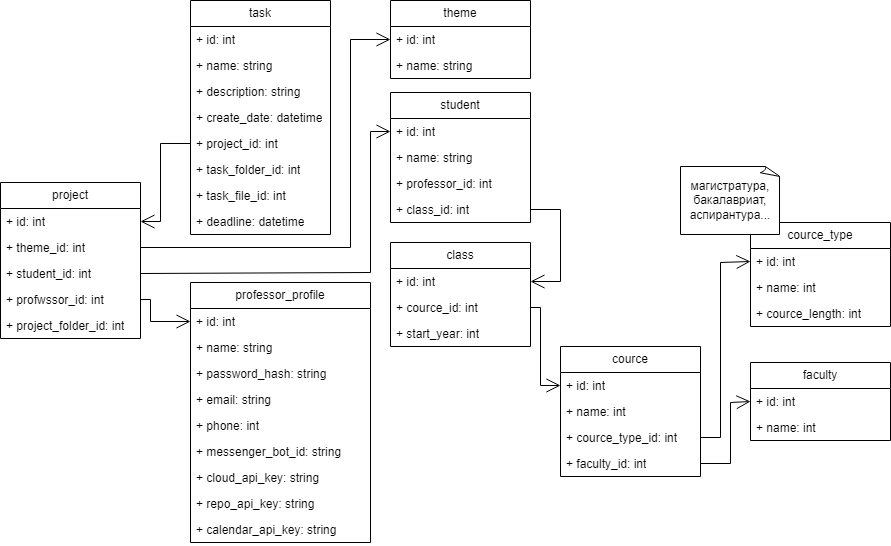 task
+ id: int
+ name: string
+ description: string
+ create_date: datetime
+ project_id: int
+ task_folder_id: int
+ task_file_id: int
+ deadline: datetime
theme
+ id: int
+ name: string
student
+ id: int
+ name: string
+ professor_id: int
+ class_id: int
project
+ id: int
+ theme_id: int
+ student_id: int
+ profwssor_id: int
+ project_folder_id: int
professor_profile
+ id: int
+ name: string
+ password_hash: string
+ email: string
+ phone: int
+ messenger_bot_id: string
+ cloud_api_key: string
+ repo_api_key: string
+ calendar_api_key: string
class
+ id: int
+ cource_id: int
+ start_year: int
магистратура,
бакалавриат,
аспирантура...
cource_type
+ id: int
+ name: int
+ cource_length: int
cource
+ id: int
+ name: int
+ cource_type_id: int
+ faculty_id: int
faculty
+ id: int
+ name: int